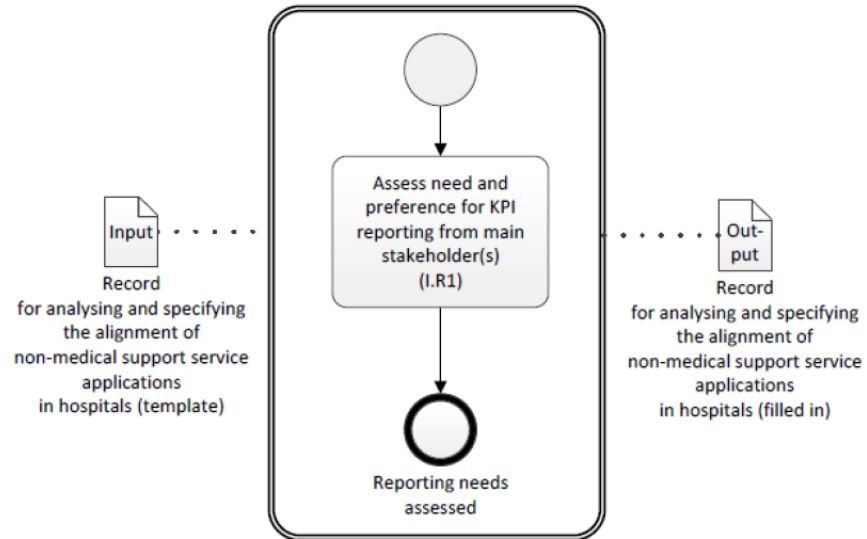 Assess need and
preference for KPI
reporting from main
stakeholder(s)
(I.R1)
Input
Record
for analysing and specifying
the alignment of
non-medical support service
applications
in hospitals (template)
Out-
put
Record
for analysing and specifying
the alignment of
non-medical support service
applications
in hospitals (filled in)
Reporting needs
assessed